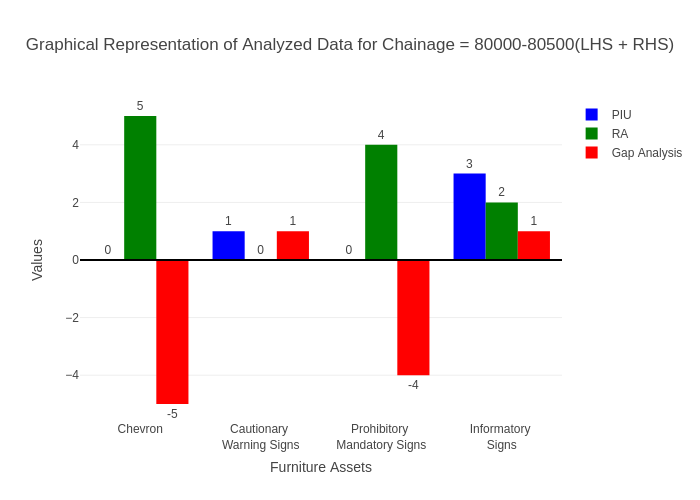 Graphical Representation of Analyzed Data for Chainage = 80000-80500(LHS + RHS)
PIU
RA
Gap Analysis
Values
4
2
0
−2
−4
0
5
-5
1
0
1
0
4
-4
3
2
1
Chevron
Cautionary
Warning Signs
Prohibitory
Mandatory Signs
Informatory
Signs
Furniture Assets